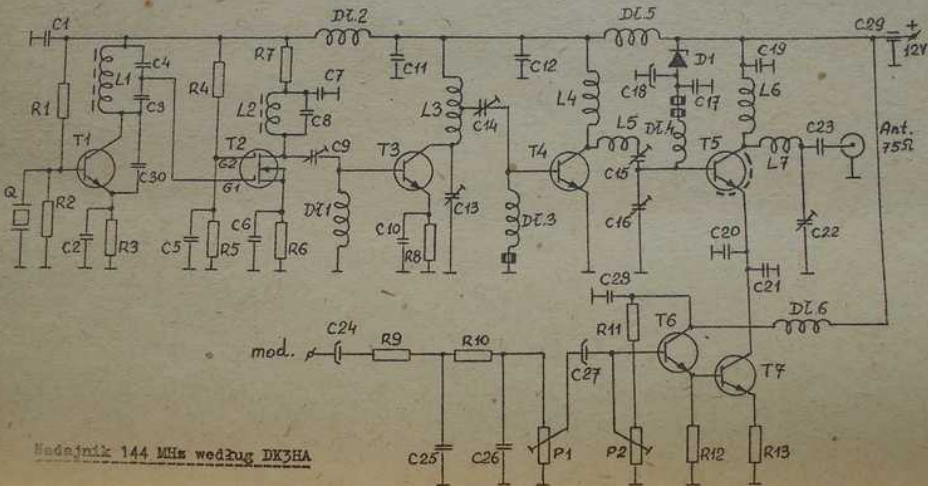 C1
Dł.2
Dł.5
C29
+
12V
R1
L1
C4
C3
R4
R7
L2
C7
C8
C11
C12
L3
C14
L4
C18
D1
C17
Dł.4
C19
L6
T1
T2
G2
G1
C9
T3
T4
L5
C15
T5
L7
C23
Ant.
75Ω
Q
R2
C30
C2
R3
C5
R5
C6
R6
Dł1
C10
R8
C13
Dł.3
C16
C20
C21
C22
C28
R11
T6
Dł.6
mod.
C24
R9
R10
C27
T7
C25
C26
P1
P2
R12
R13
Nadajnik 144 MHz według DK3HA